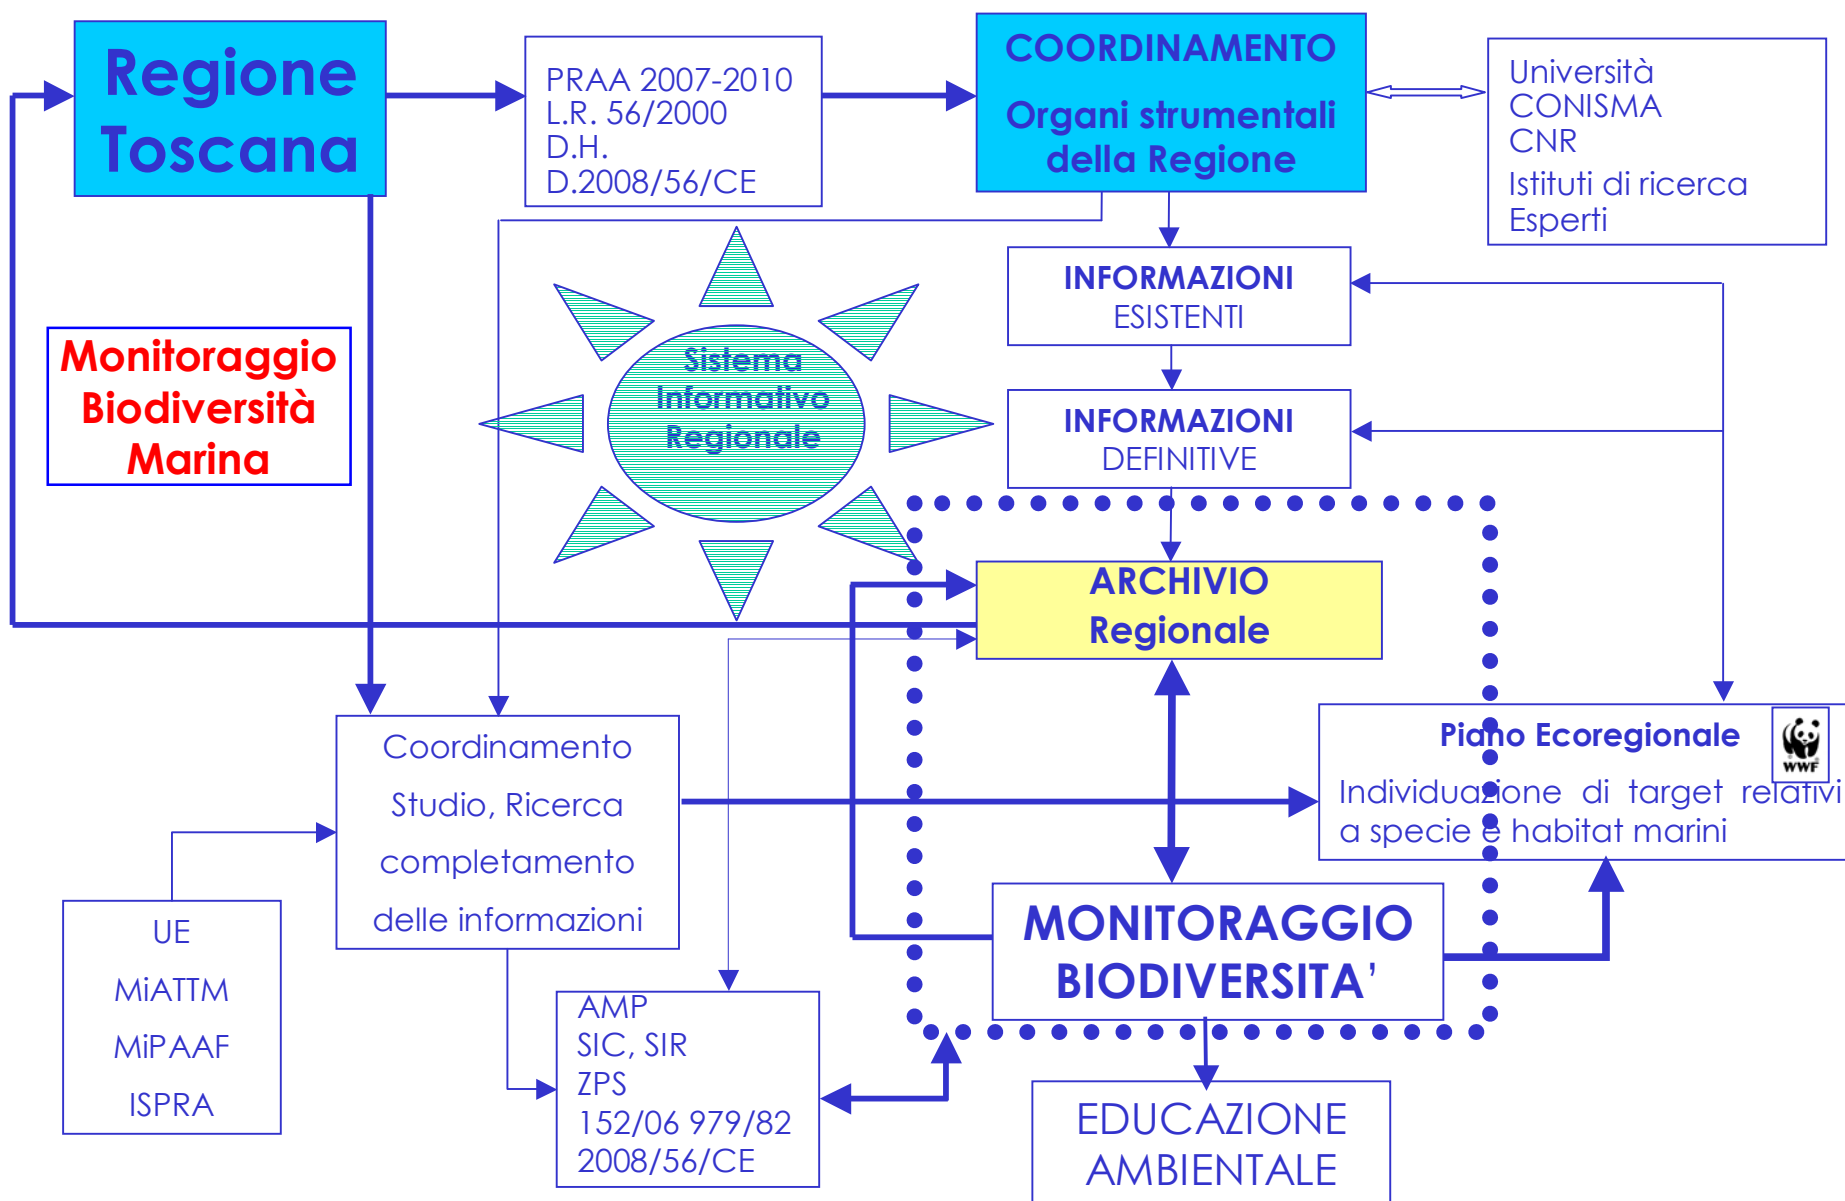 Regione
Toscana
PRAA 2007-2010
L.R. 56/2000
D.H.
D.2008/56/CE
COORDINAMENTO
Organi strumentali
della Regione
Università
CONISMA
CNR
Istituti di ricerca
Esperti
INFORMAZIONI
ESISTENTI
Monitoraggio
Biodiversità
Marina
Sistema
Informativo
Regionale
INFORMAZIONI
DEFINITIVE
ARCHIVIO
Regionale
Coordinamento
Studio, Ricerca
completamento
delle informazioni
Piano Ecoregionale
WWF
Individuazione di target relativi
a specie e habitat marini
UE
MiATTM
MiPAAF
ISPRA
MONITORAGGIO
BIODIVERSITA’
AMP
SIC, SIR
ZPS
152/06 979/82
2008/56/CE
EDUCAZIONE
AMBIENTALE